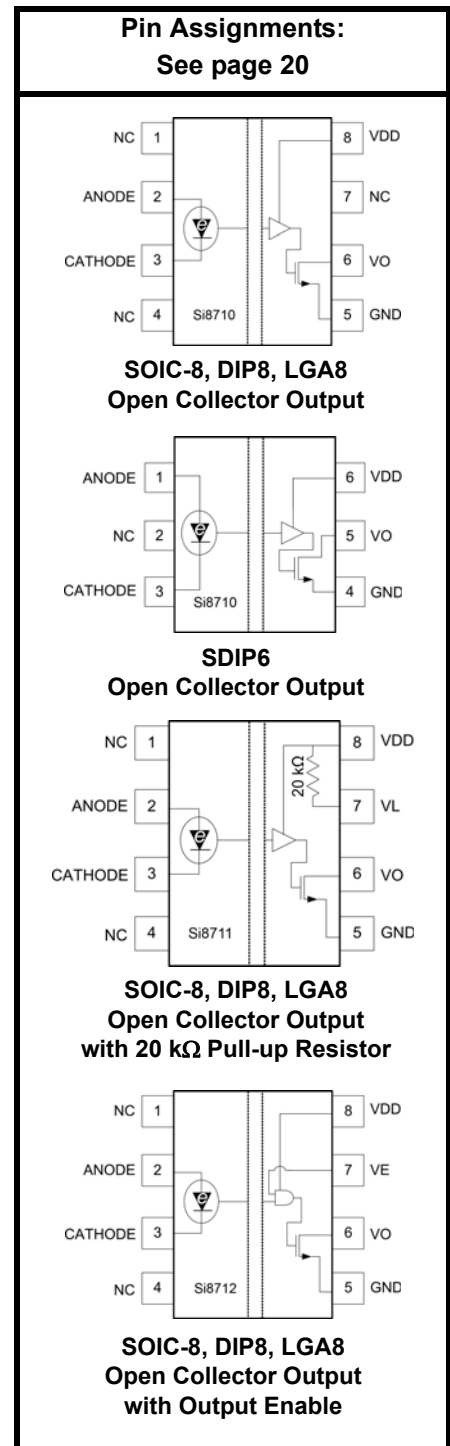 Pin Assignments:
See page 20
NC 1 8 VDD
ANODE 2 e 7 NC
CATHODE 3 6 VO
NC 4 Si8710 5 GND
SOIC-8, DIP8, LGA8
Open Collector Output
ANODE 1 6 VDD
NC 2 e 5 VO
CATHODE 3 Si8710 4 GND
SDIP6
Open Collector Output
NC 1 8 VDD
20 kΩ
ANODE 2 e 7 VL
CATHODE 3 6 VO
NC 4 Si8711 5 GND
SOIC-8, DIP8, LGA8
Open Collector Output
with 20 kΩ Pull-up Resistor
NC 1 8 VDD
ANODE 2 e 7 VE
CATHODE 3 6 VO
NC 4 Si8712 5 GND
SOIC-8, DIP8, LGA8
Open Collector Output
with Output Enable